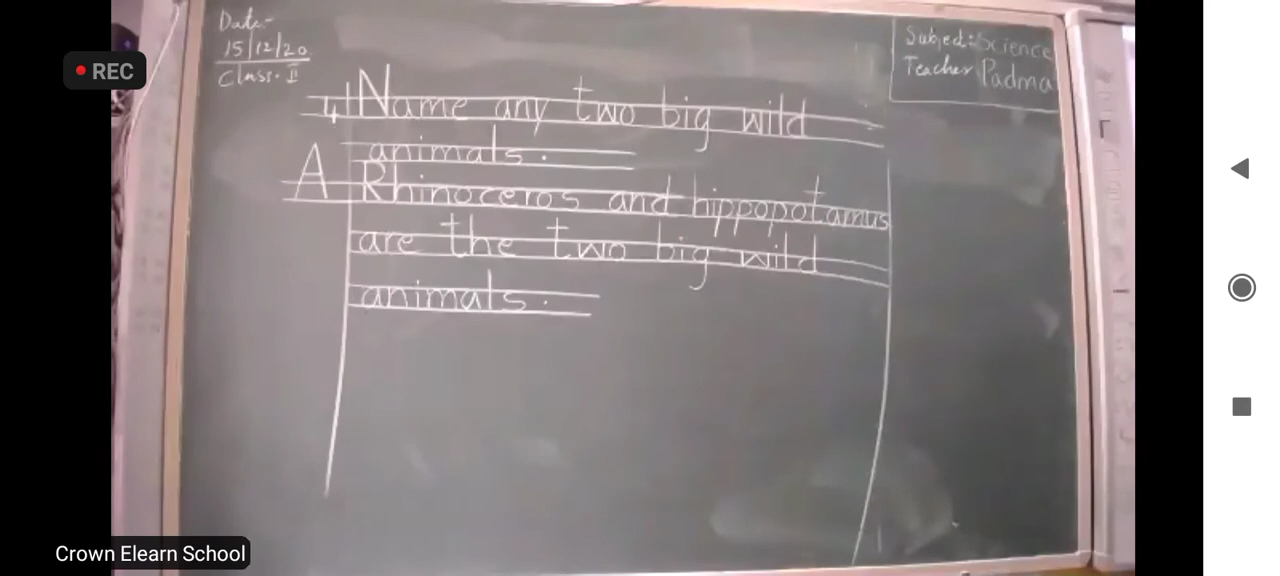 Date-
15/12/20
Class- II
Subject: Science
Teacher: Padma
REC
4 Name any two big wild
animals.
A Rhinoceros and hippopotamus
are the two big wild
animals.
Crown Elearn School